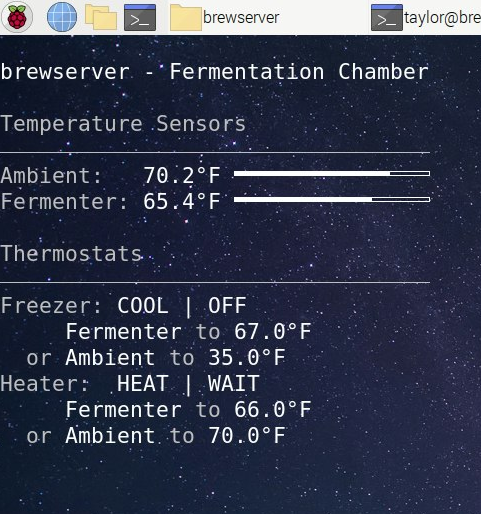 brewserver taylor@bre
brewserver - Fermentation Chamber
Temperature Sensors
Ambient: 70.2°F
Fermenter: 65.4°F
Thermostats
Freezer: COOL | OFF
Fermenter to 67.0°F
or Ambient to 35.0°F
Heater: HEAT | WAIT
Fermenter to 66.0°F
or Ambient to 70.0°F